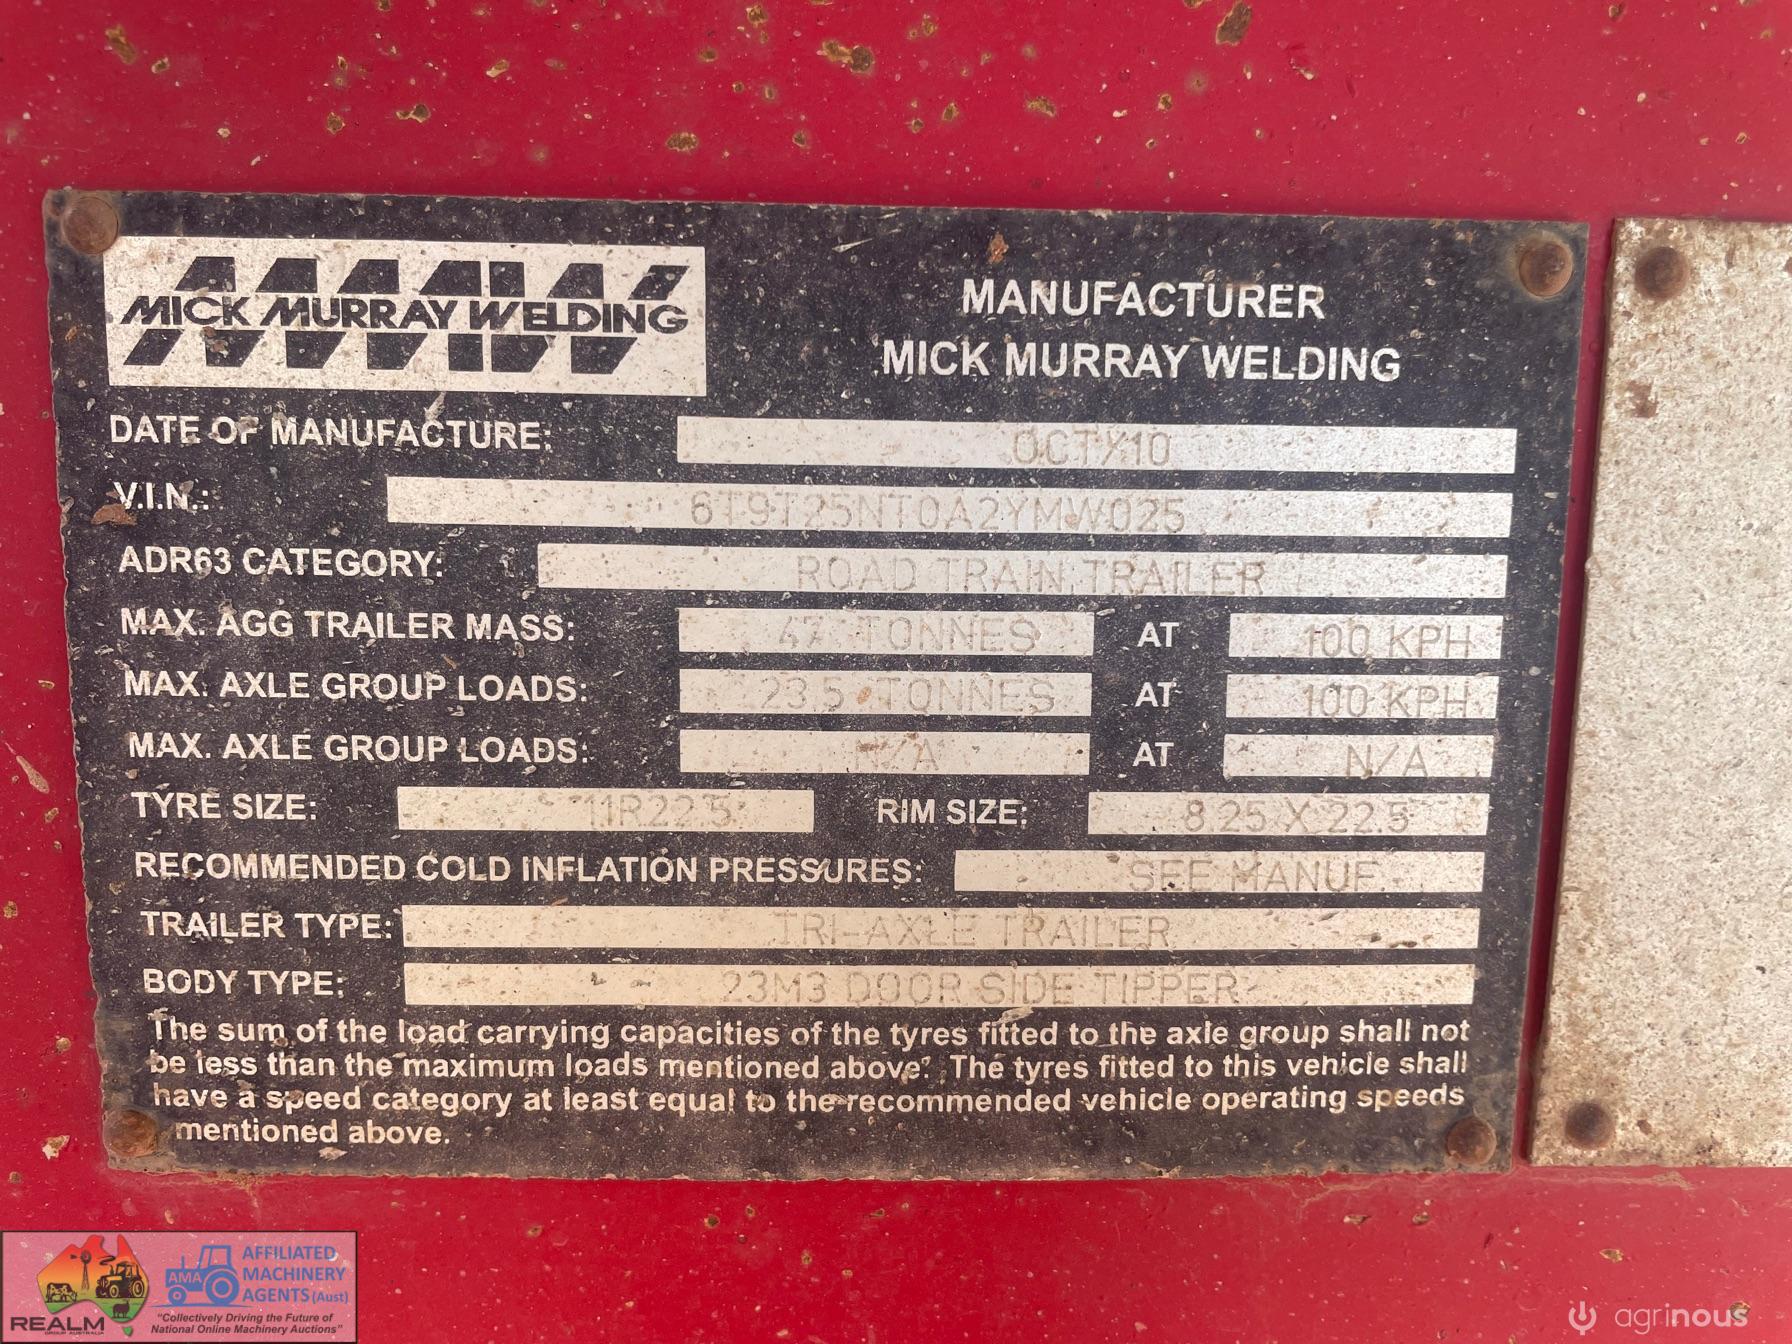 MICK MURRAY WELDING
MANUFACTURER
MICK MURRAY WELDING
DATE OF MANUFACTURE: OCTX10
V.I.N.: 6T9T25NT0A2YMW025
ADR63 CATEGORY: ROAD TRAIN TRAILER
MAX. AGG TRAILER MASS: 47 TONNES AT 100 KPH
MAX. AXLE GROUP LOADS: 23.5 TONNES AT 100 KPH
MAX. AXLE GROUP LOADS: N/A AT N/A
TYRE SIZE: 11R22.5 RIM SIZE: 8.25 X 22.5
RECOMMENDED COLD INFLATION PRESSURES: SEE MANUF.
TRAILER TYPE: TRI-AXLE TRAILER
BODY TYPE: 23M3 DOOR SIDE TIPPER
The sum of the load carrying capacities of the tyres fitted to the axle group shall not
be less than the maximum loads mentioned above. The tyres fitted to this vehicle shall
have a speed category at least equal to the recommended vehicle operating speeds
mentioned above.
REALM
GROUP AUSTRALIA
AMA
AFFILIATED
MACHINERY
AGENTS (Aust)
"Collectively Driving the Future of
National Online Machinery Auctions"
agrinous